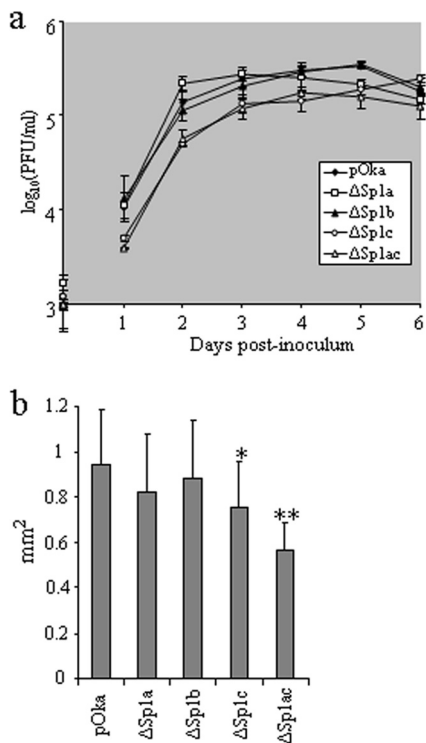 a
6
5
4
3
log10(PFU/ml)
pOka
ΔSp1a
ΔSp1b
ΔSp1c
ΔSp1ac
1 2 3 4 5 6
Days post-inoculum
b
1.2
1
0.8
0.6
0.4
0.2
0
mm2
*
**
pOka
ΔSp1a
ΔSp1b
ΔSp1c
ΔSp1ac